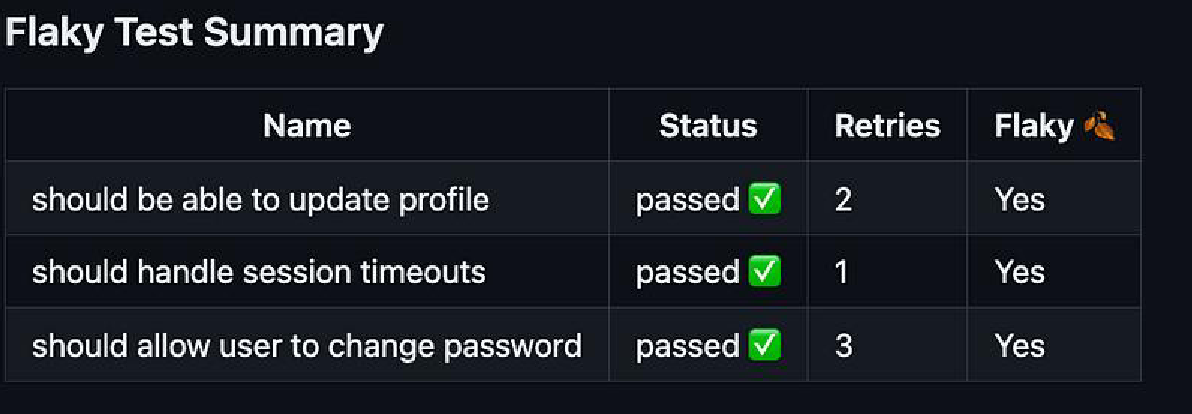 Flaky Test Summary
Name Status Retries Flaky 🍂
should be able to update profile passed ✅ 2 Yes
should handle session timeouts passed ✅ 1 Yes
should allow user to change password passed ✅ 3 Yes